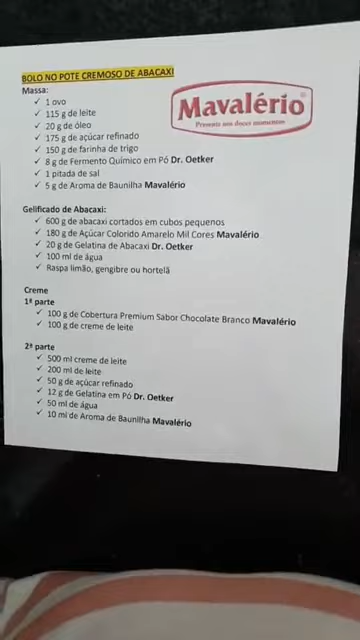 BOLO NO POTE CREMOSO DE ABACAXI
Massa:
✓ 1 ovo
✓ 115 g de leite
✓ 20 g de óleo
✓ 175 g de açúcar refinado
✓ 150 g de farinha de trigo
✓ 8 g de Fermento Químico em Pó Dr. Oetker
✓ 1 pitada de sal
✓ 5 g de Aroma de Baunilha Mavalério
Mavalério®
Presente nos doces momentos
Gelificado de Abacaxi:
✓ 600 g de abacaxi cortados em cubos pequenos
✓ 180 g de Açúcar Colorido Amarelo Mil Cores Mavalério
✓ 20 g de Gelatina de Abacaxi Dr. Oetker
✓ 100 ml de água
✓ Raspa limão, gengibre ou hortelã
Creme
1ª parte
✓ 100 g de Cobertura Premium Sabor Chocolate Branco Mavalério
✓ 100 g de creme de leite
2ª parte
✓ 500 ml creme de leite
✓ 200 ml de leite
✓ 50 g de açúcar refinado
✓ 12 g de Gelatina em Pó Dr. Oetker
✓ 50 ml de água
✓ 10 ml de Aroma de Baunilha Mavalério